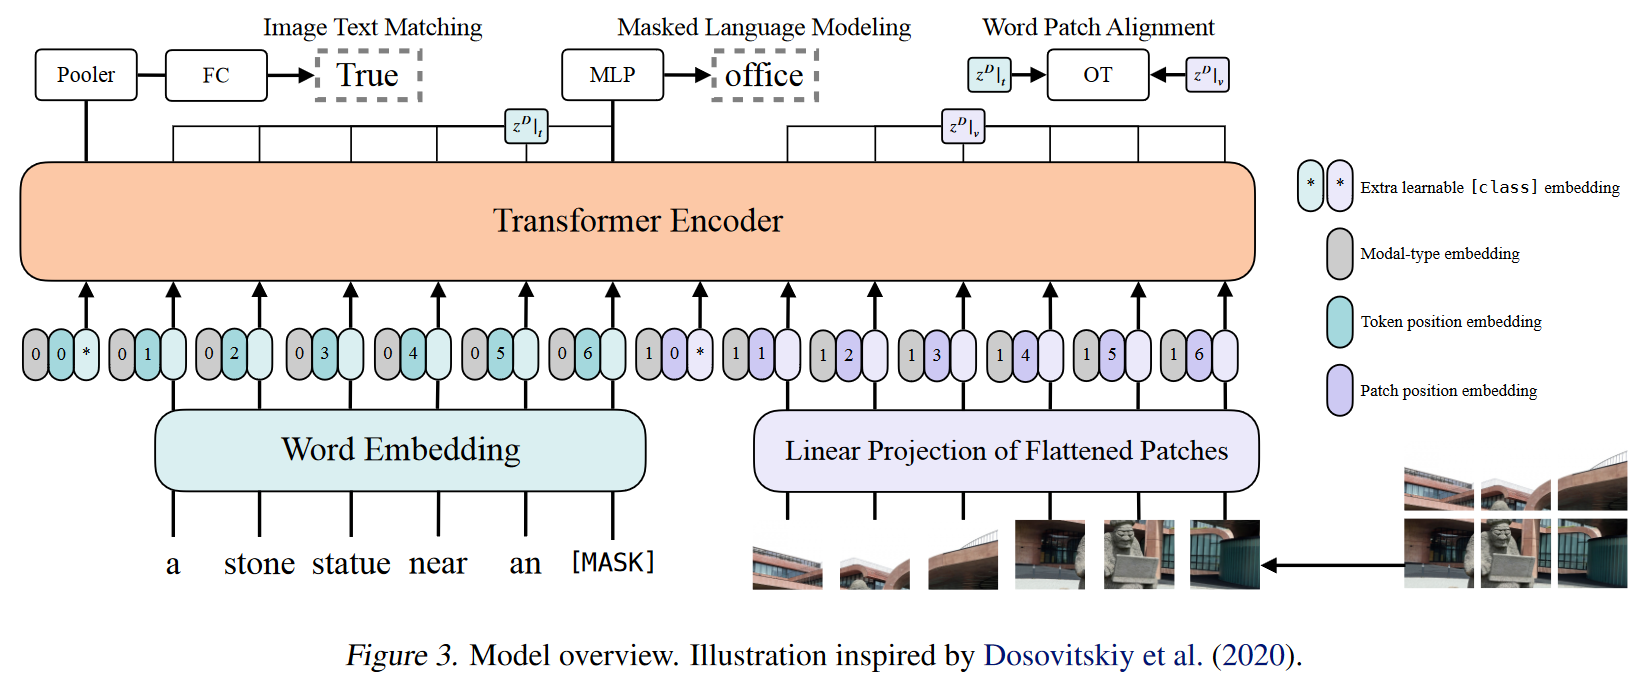 Image Text Matching
Masked Language Modeling
Word Patch Alignment
Pooler
FC
True
MLP
office
z^D|_t
OT
z^D|_v
z^D|_t
z^D|_v
Transformer Encoder
* * Extra learnable [class] embedding
Modal-type embedding
Token position embedding
Patch position embedding
0 0 * 0 1 0 2 0 3 0 4 0 5 0 6 1 0 * 1 1 1 2 1 3 1 4 1 5 1 6
Word Embedding
Linear Projection of Flattened Patches
a stone statue near an [MASK]
Figure 3. Model overview. Illustration inspired by Dosovitskiy et al. (2020).